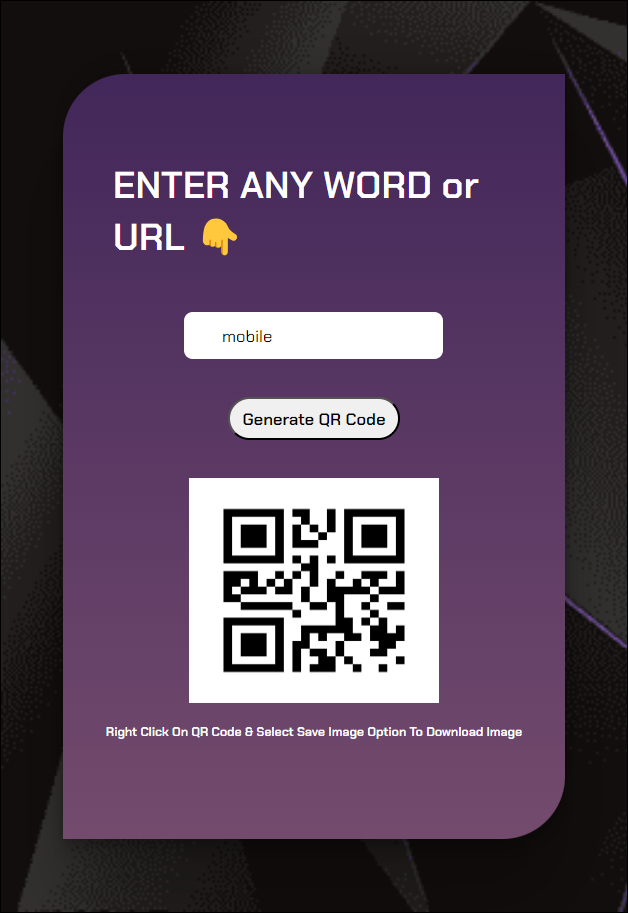 ENTER ANY WORD or
URL 👇
mobile
Generate QR Code
Right Click On QR Code & Select Save Image Option To Download Image